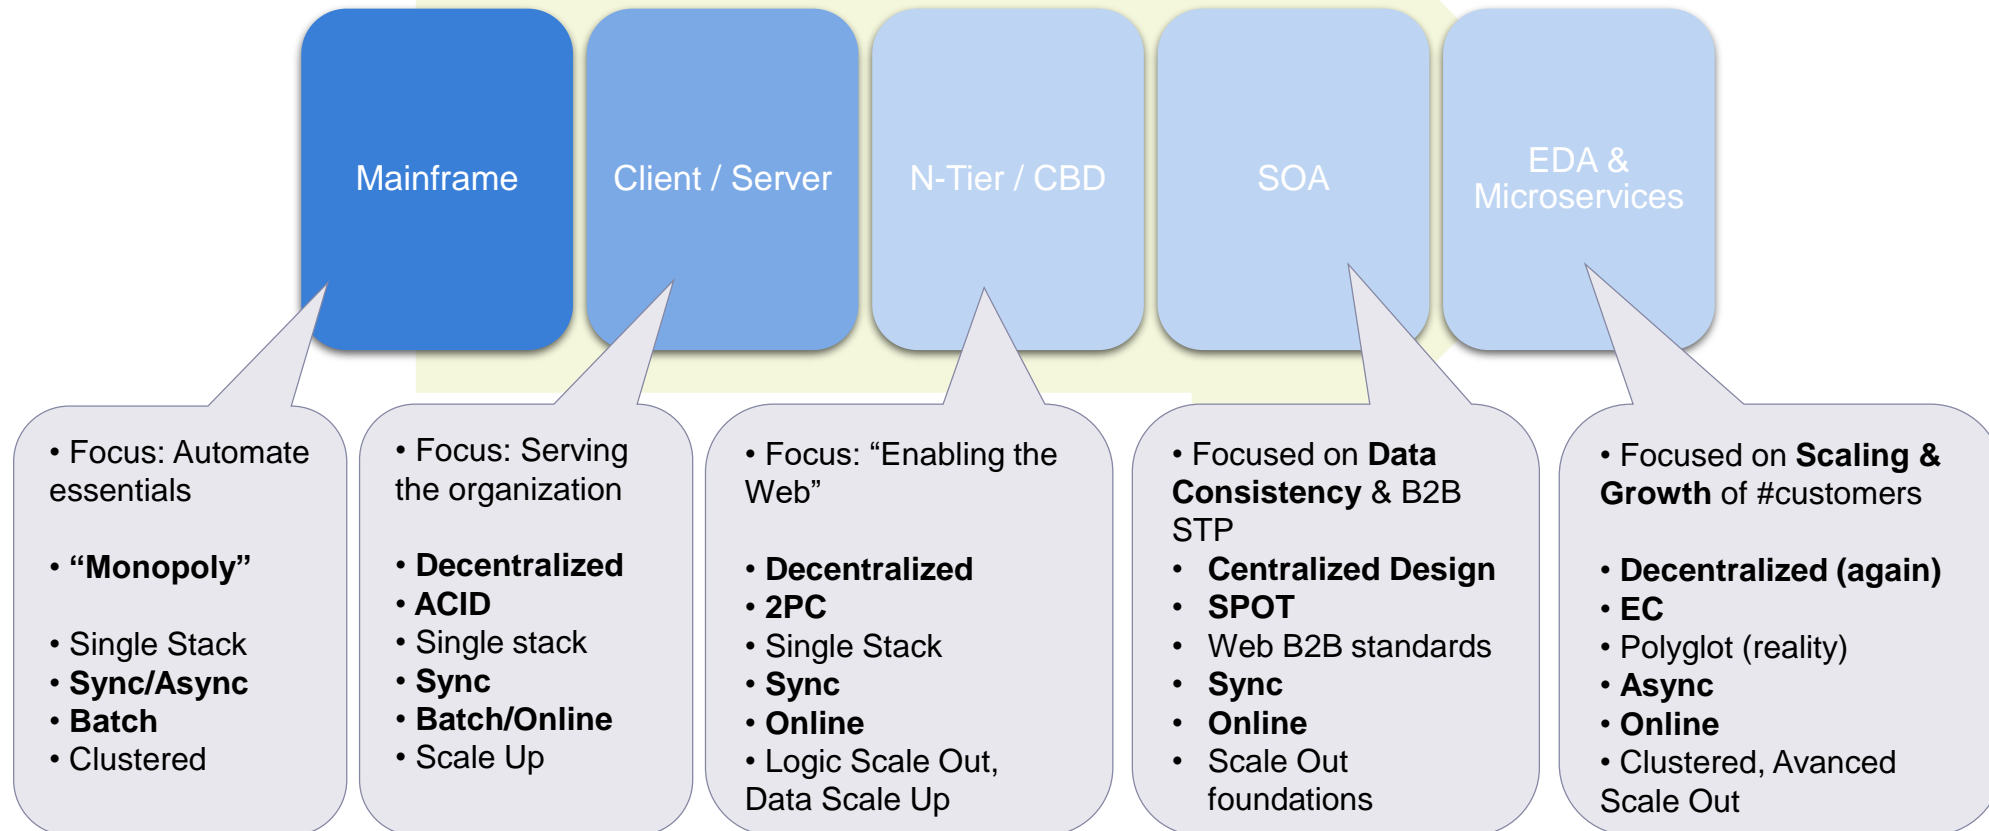 Mainframe
Client / Server
N-Tier / CBD
SOA
EDA &
Microservices
• Focus: Automate
essentials
• “Monopoly”
• Single Stack
• Sync/Async
• Batch
• Clustered
• Focus: Serving
the organization
• Decentralized
• ACID
• Single stack
• Sync
• Batch/Online
• Scale Up
• Focus: “Enabling the
Web”
• Decentralized
• 2PC
• Single Stack
• Sync
• Online
• Logic Scale Out,
Data Scale Up
• Focused on Data
Consistency & B2B
STP
• Centralized Design
• SPOT
• Web B2B standards
• Sync
• Online
• Scale Out
foundations
• Focused on Scaling &
Growth of #customers
• Decentralized (again)
• EC
• Polyglot (reality)
• Async
• Online
• Clustered, Avanced
Scale Out